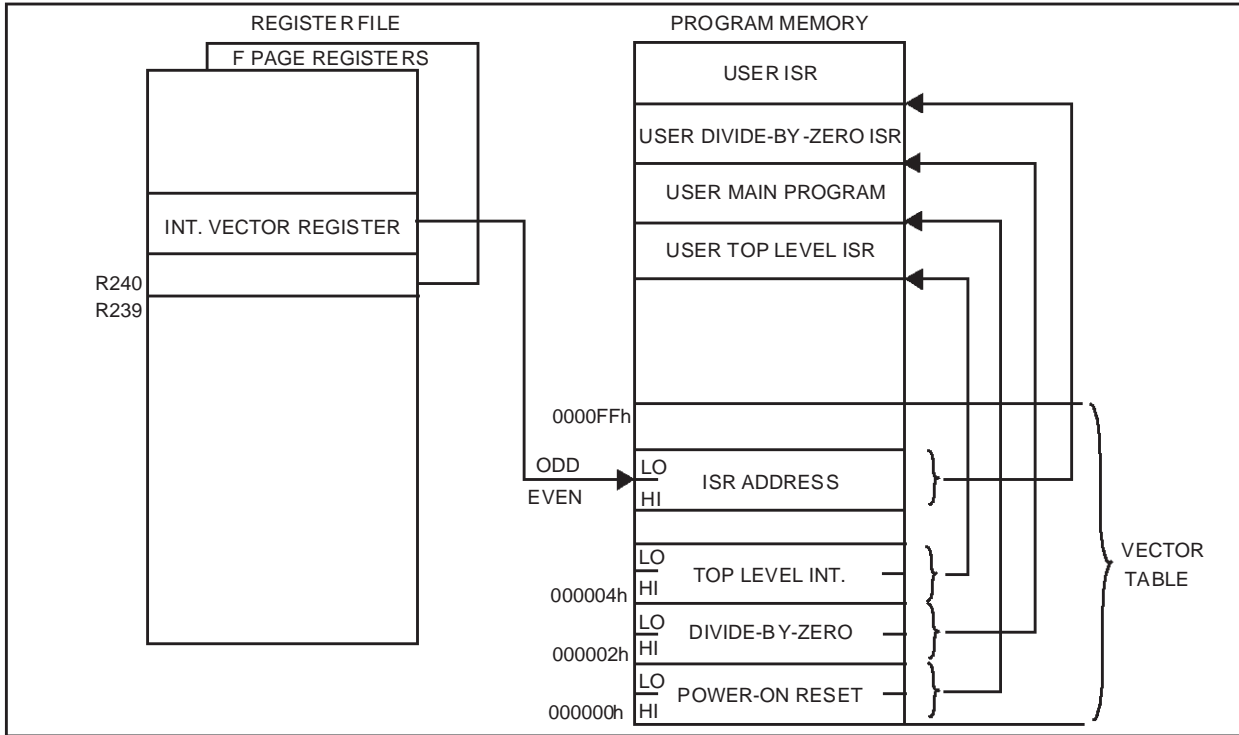 REGISTER FILE
F PAGE REGISTERS
INT. VECTOR REGISTER
R240
R239
PROGRAM MEMORY
USER ISR
USER DIVIDE-BY-ZERO ISR
USER MAIN PROGRAM
USER TOP LEVEL ISR
0000FFh
ODD
EVEN
LO
HI
ISR ADDRESS
LO
HI
TOP LEVEL INT.
000004h
LO
HI
DIVIDE-BY-ZERO
000002h
LO
HI
POWER-ON RESET
000000h
VECTOR
TABLE